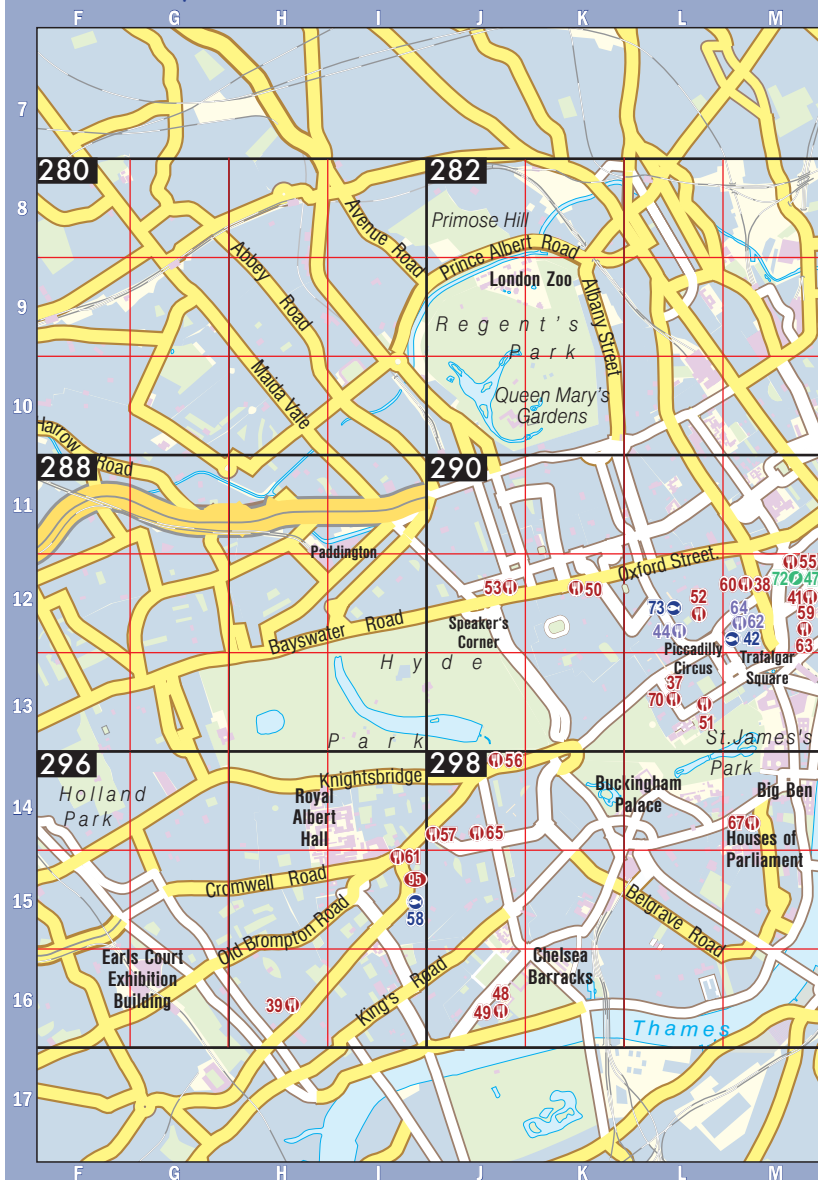 F G H I J K L M
7
280
282
8
Primose Hill
Avenue Road
Prince Albert Road
Abbey Road
London Zoo
9
Albany Street
Regent's
Park
Maida Vale
Queen Mary's
Gardens
10
Harrow Road
288
290
11
Paddington
Oxford Street.
55
53
50
60
38
72
47
12
52
41
73
64
59
Speaker's
Corner
44
62
42
63
Bayswater Road
Piccadilly
Circus
Trafalgar
Square
Hyde
37
70
13
51
Park
St.James's
Park
296
298
56
Knightsbridge
Holland
Park
Royal
Albert
Hall
Buckingham
Palace
Big Ben
14
67
57
65
Houses of
Parliament
61
Cromwell Road
95
15
58
Belgrave Road
Old Brompton Road
Earls Court
Exhibition
Building
Chelsea
Barracks
King's Road
16
39
48
49
Thames
17
F G H I J K L M